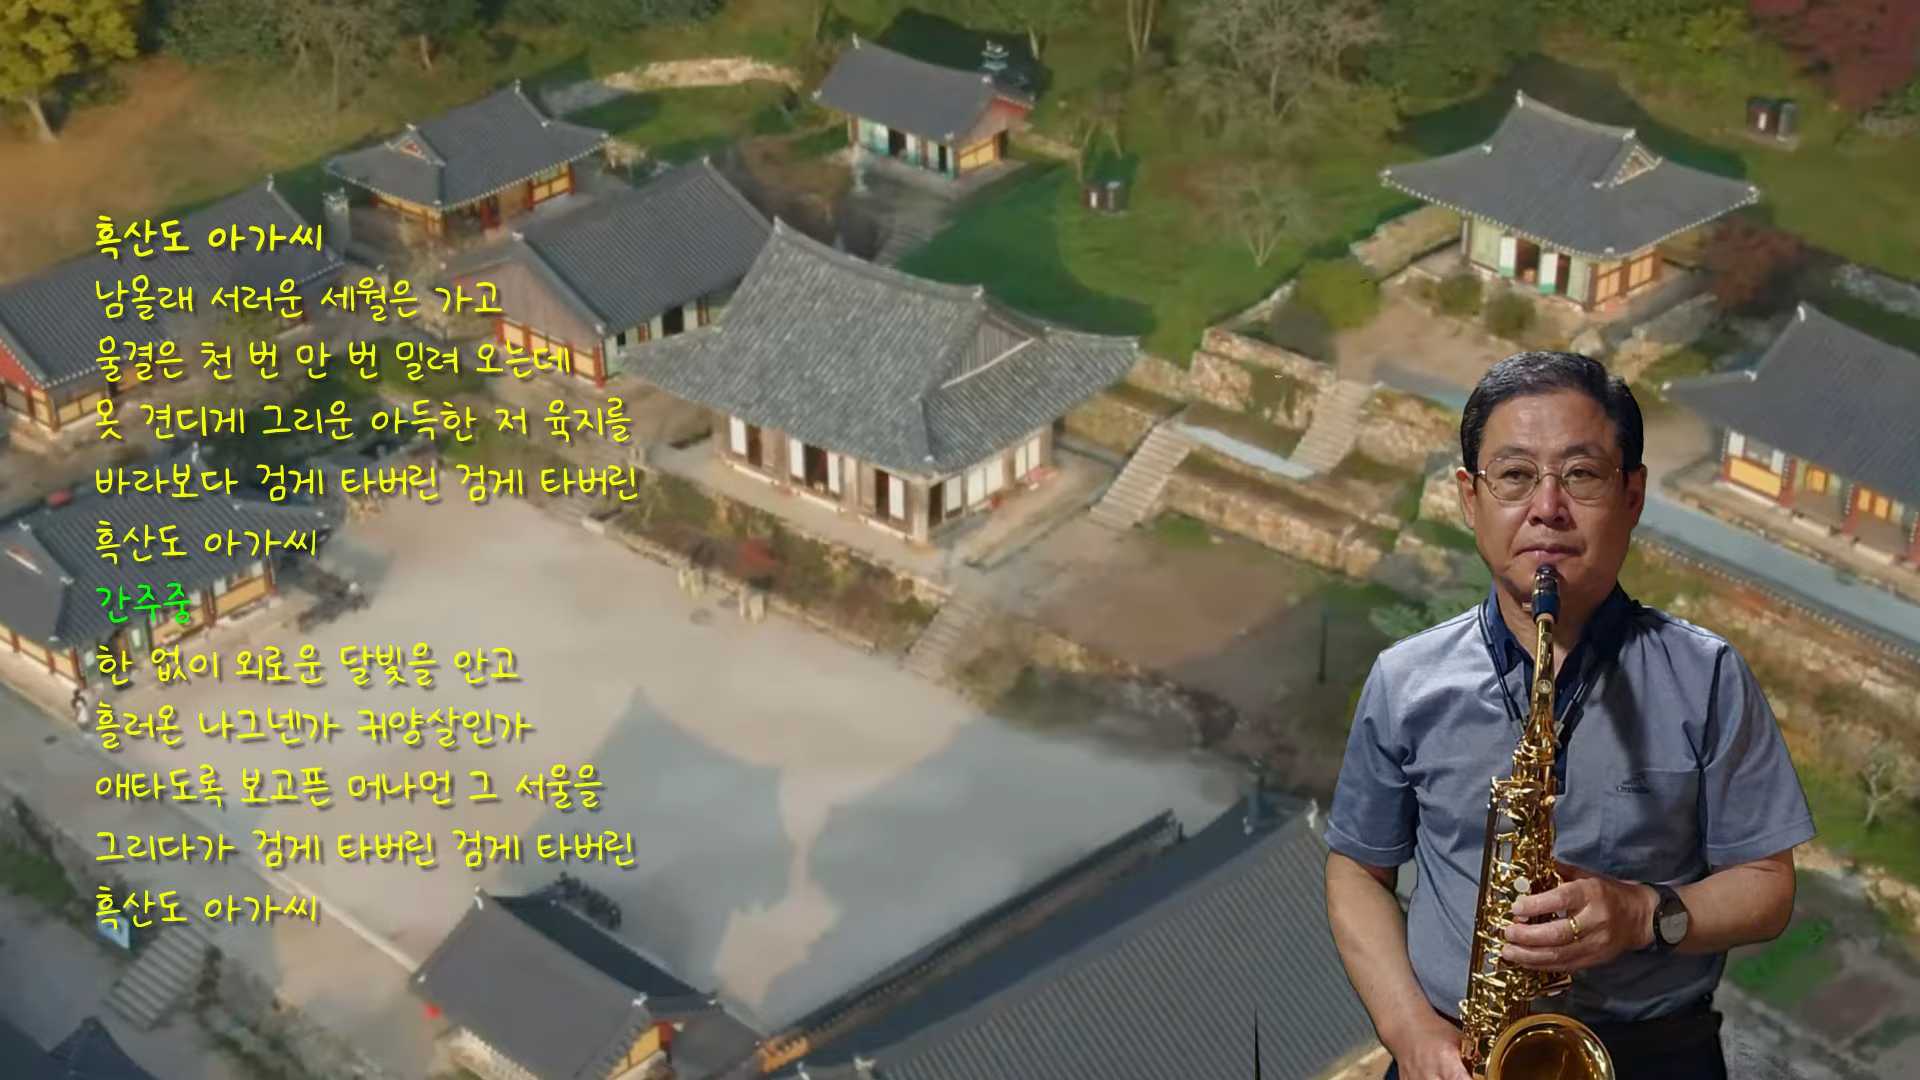 흑산도 아가씨
남올래 서러운 세월은 가고
물결은 천 번 만 번 밀려 오는데
못 견디게 그리운 아득한 저 육지를
바라보다 검게 타버린 검게 타버린
흑산도 아가씨
간주중
한 없이 외로운 달빛을 안고
흘러온 나그넨가 귀양살인가
애타도록 보고픈 머나먼 그 서울을
그리다가 검게 타버린 검게 타버린
흑산도 아가씨